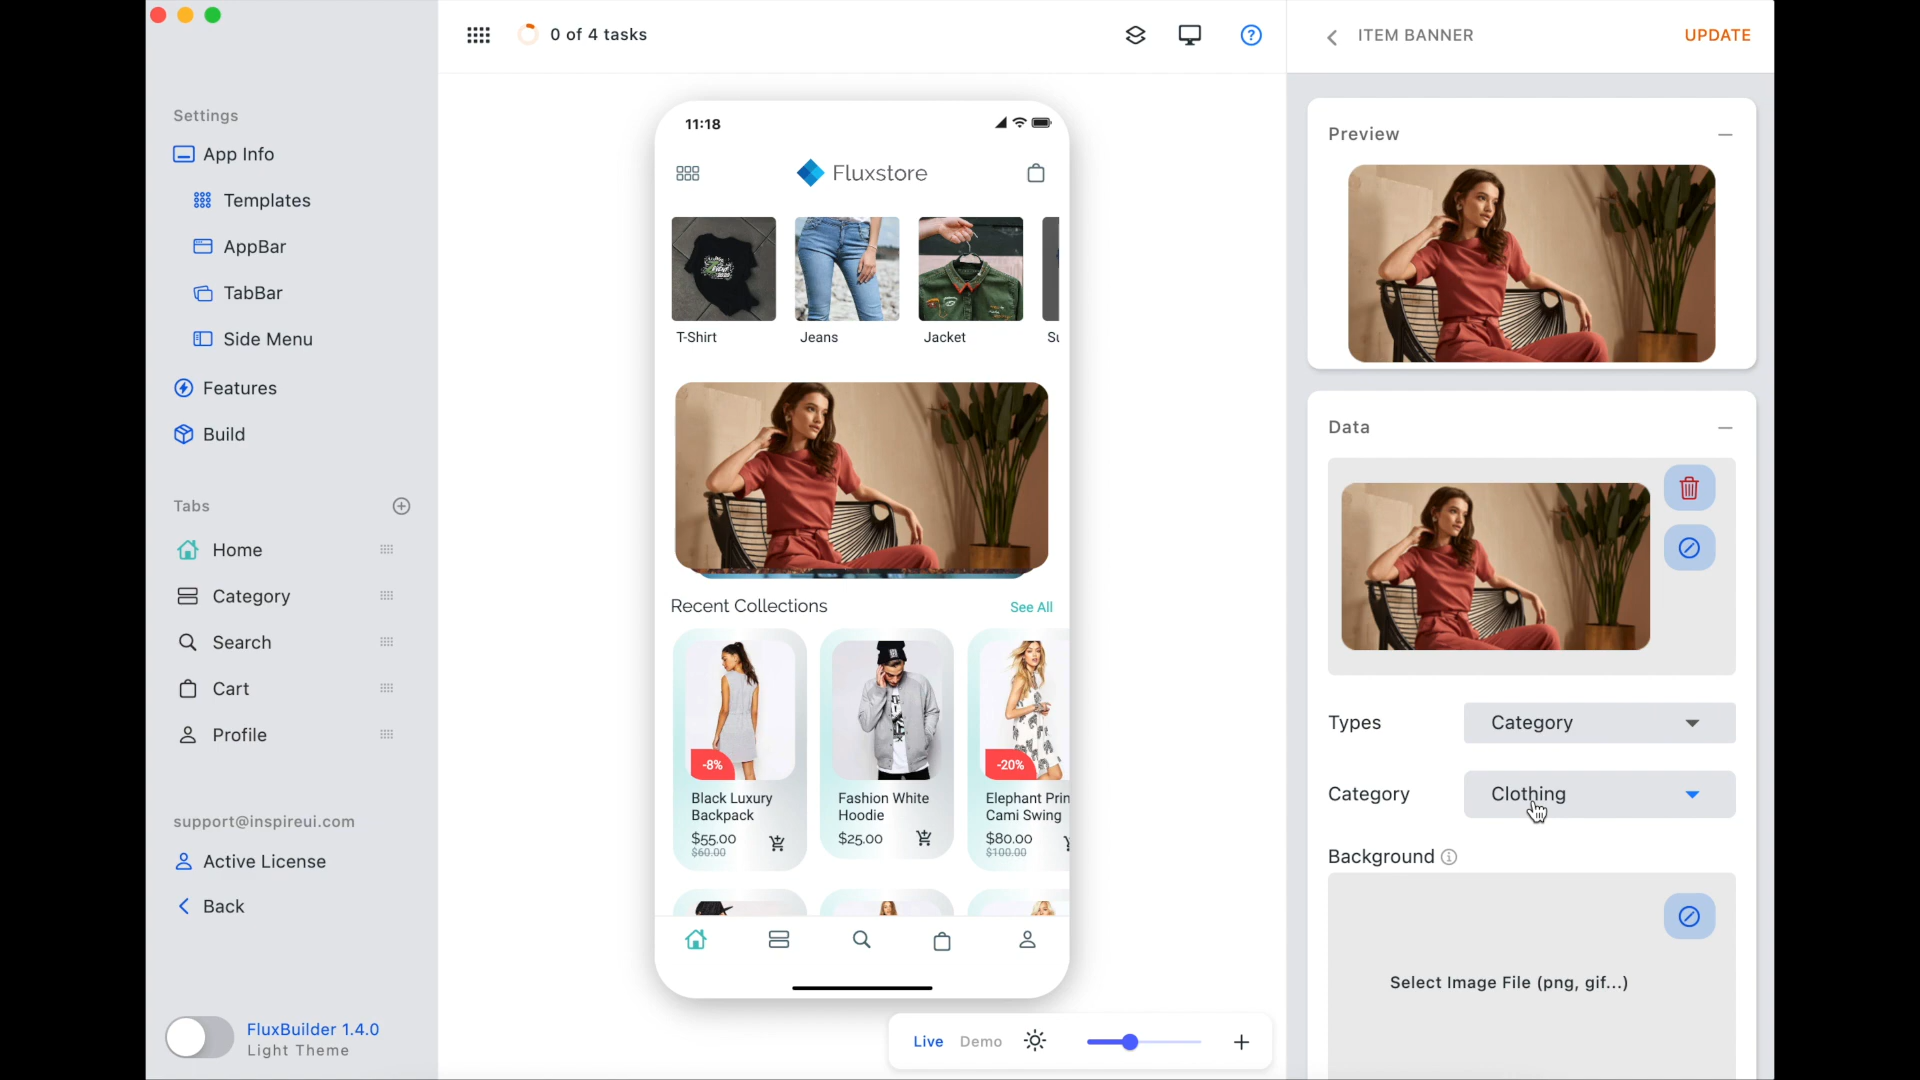 0 of 4 tasks
ITEM BANNER
UPDATE
Settings
App Info
Templates
AppBar
TabBar
Side Menu
Features
Build
Tabs
Home
Category
Search
Cart
Profile
support@inspireui.com
Active License
Back
FluxBuilder 1.4.0
Light Theme
11:18
Fluxstore
T-Shirt
Jeans
Jacket
Su
Recent Collections
See All
-8%
-20%
Black Luxury
Backpack
$55.00
$60.00
Fashion White
Hoodie
$25.00
Elephant Prin
Cami Swing
$80.00
$100.00
Live
Demo
Preview
Data
Types
Category
Category
Clothing
Background
Select Image File (png, gif...)